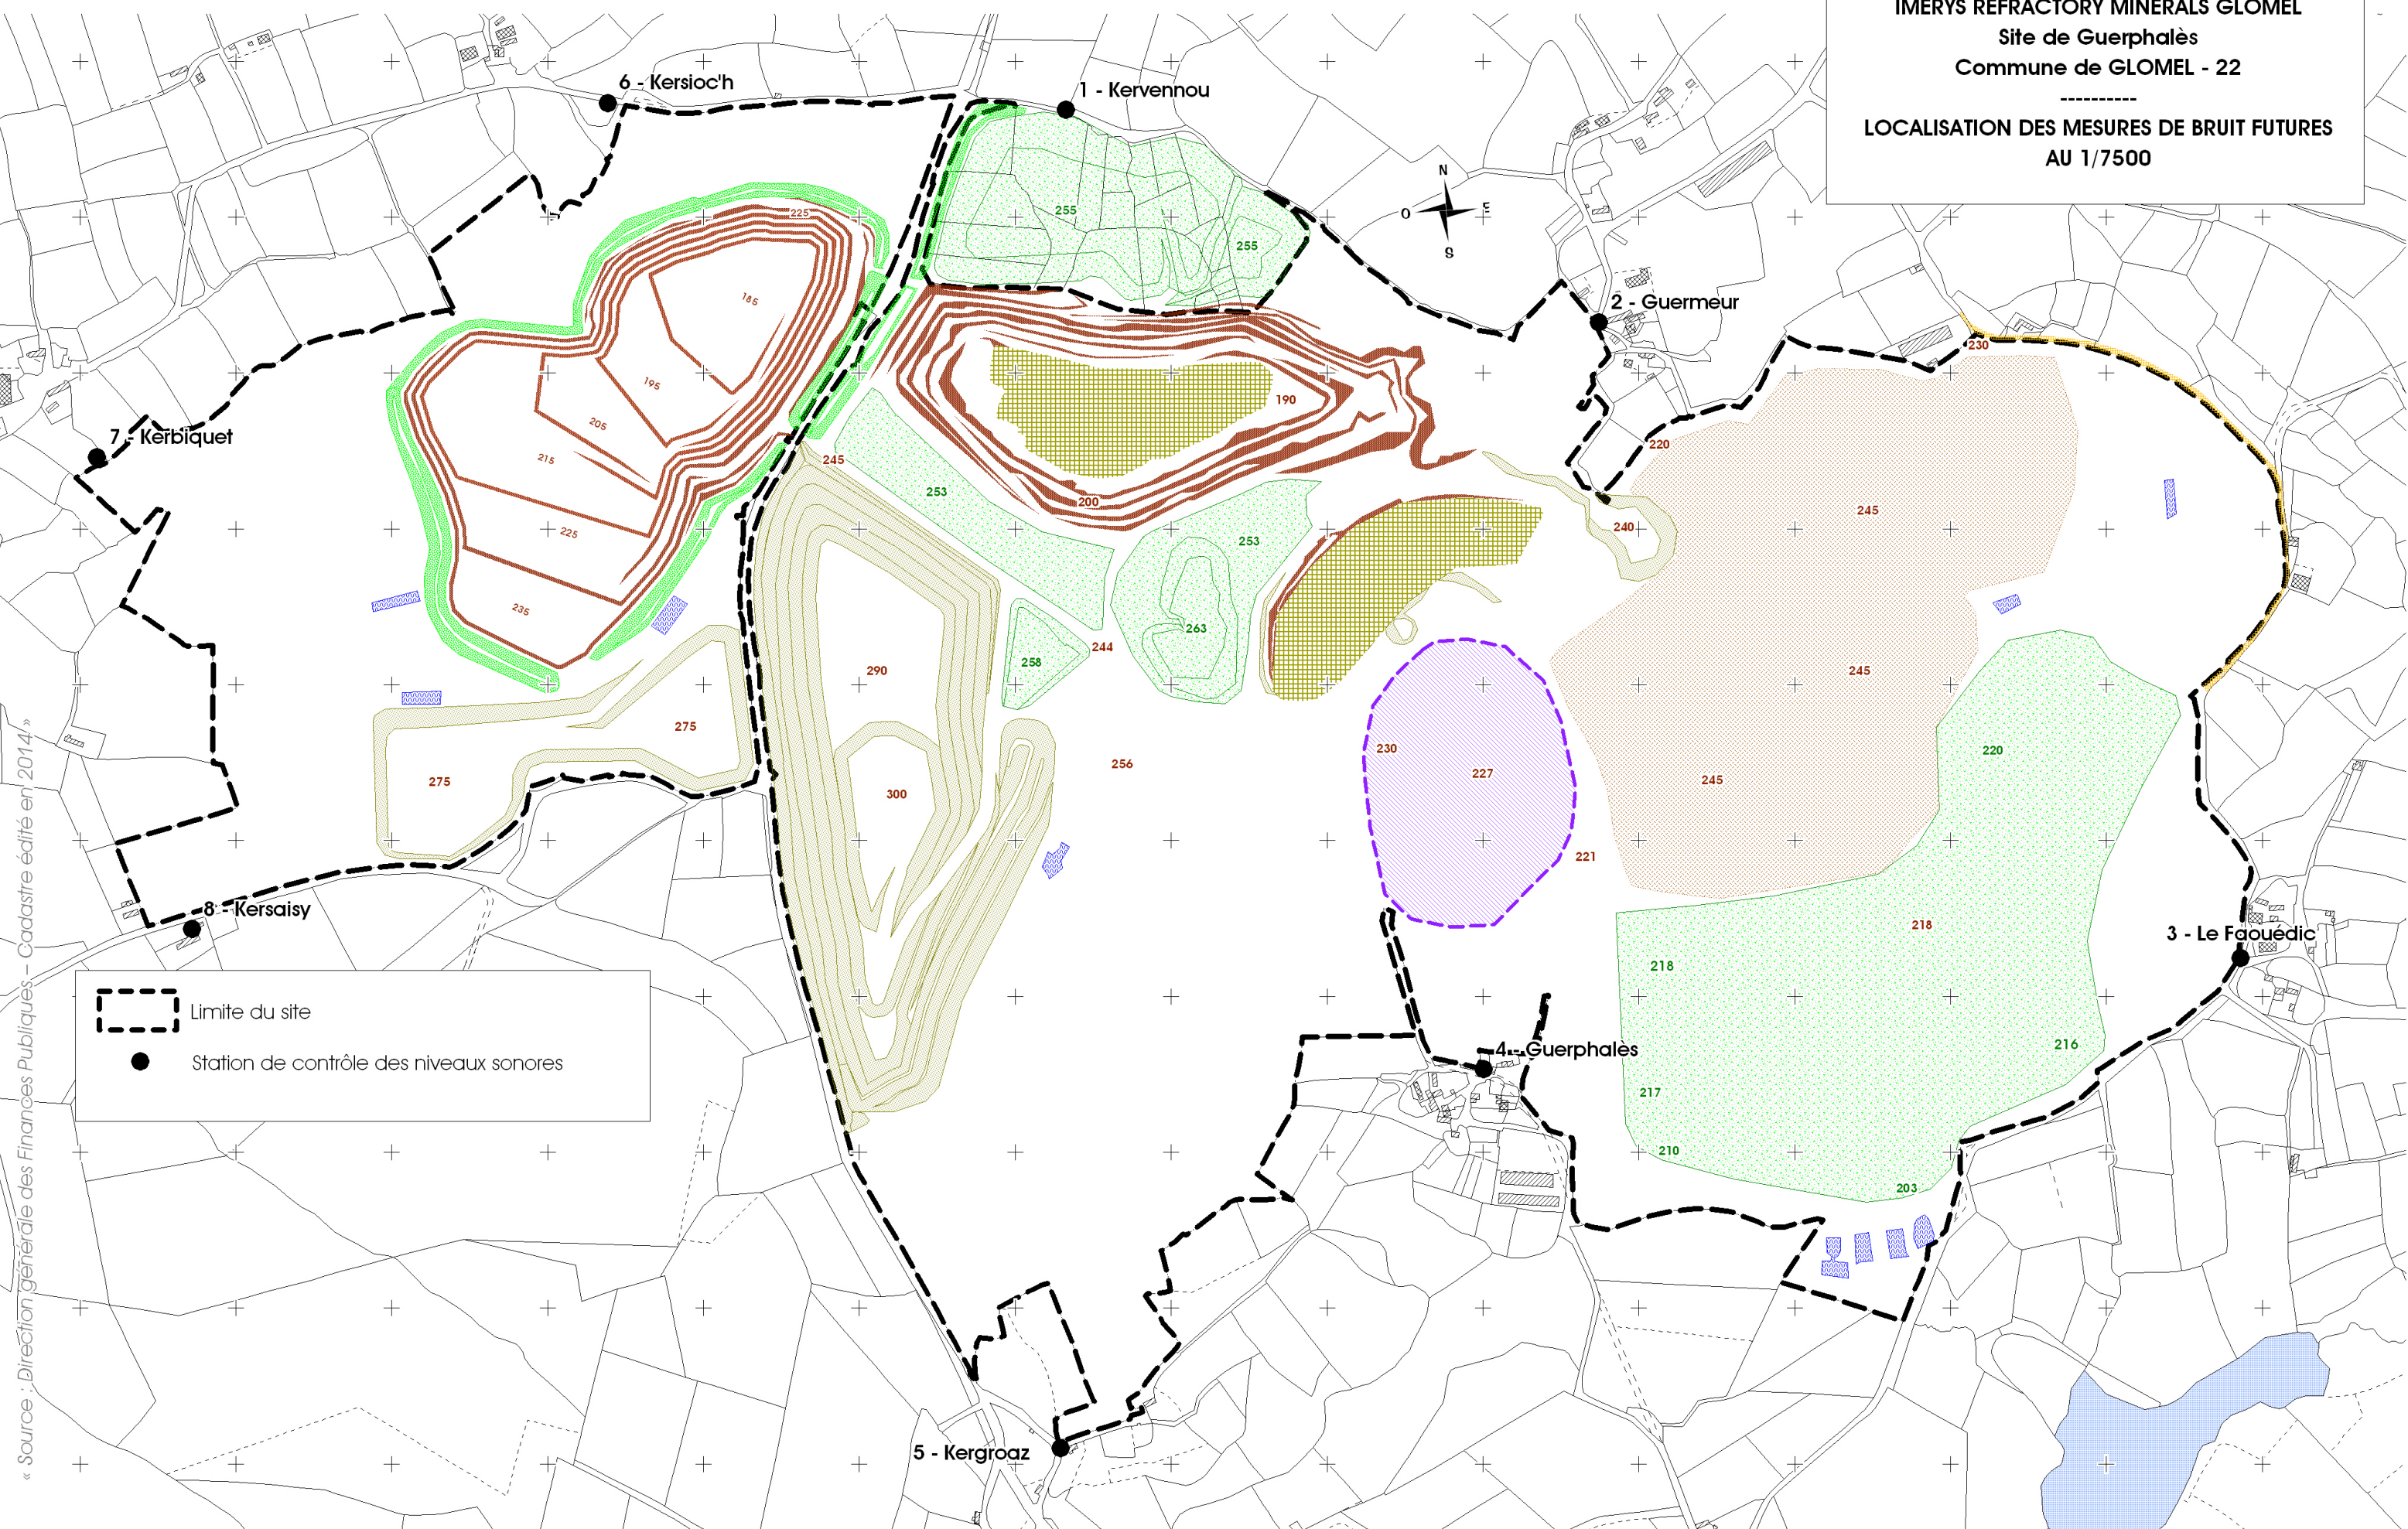 IMERYS REFRACTORY MINERALS GLOMEL
Site de Guerphalès
Commune de GLOMEL - 22
----------
LOCALISATION DES MESURES DE BRUIT FUTURES
AU 1/7500
6 - Kersioc'h
1 - Kervennou
N
O
E
S
225
255
255
185
2 - Guermeur
230
195
190
205
7 - Kerbiquet
220
215
245
253
200
245
225
253
240
235
263
244
258
290
245
275
230
220
256
227
275
245
300
221
8 - Kersaisy
218
3 - Le Faouédic
218
Limite du site
216
4 - Guerphalès
Station de contrôle des niveaux sonores
217
210
203
5 - Kergroaz
« Source : Direction générale des Finances Publiques – Cadastre édité en 2014 »